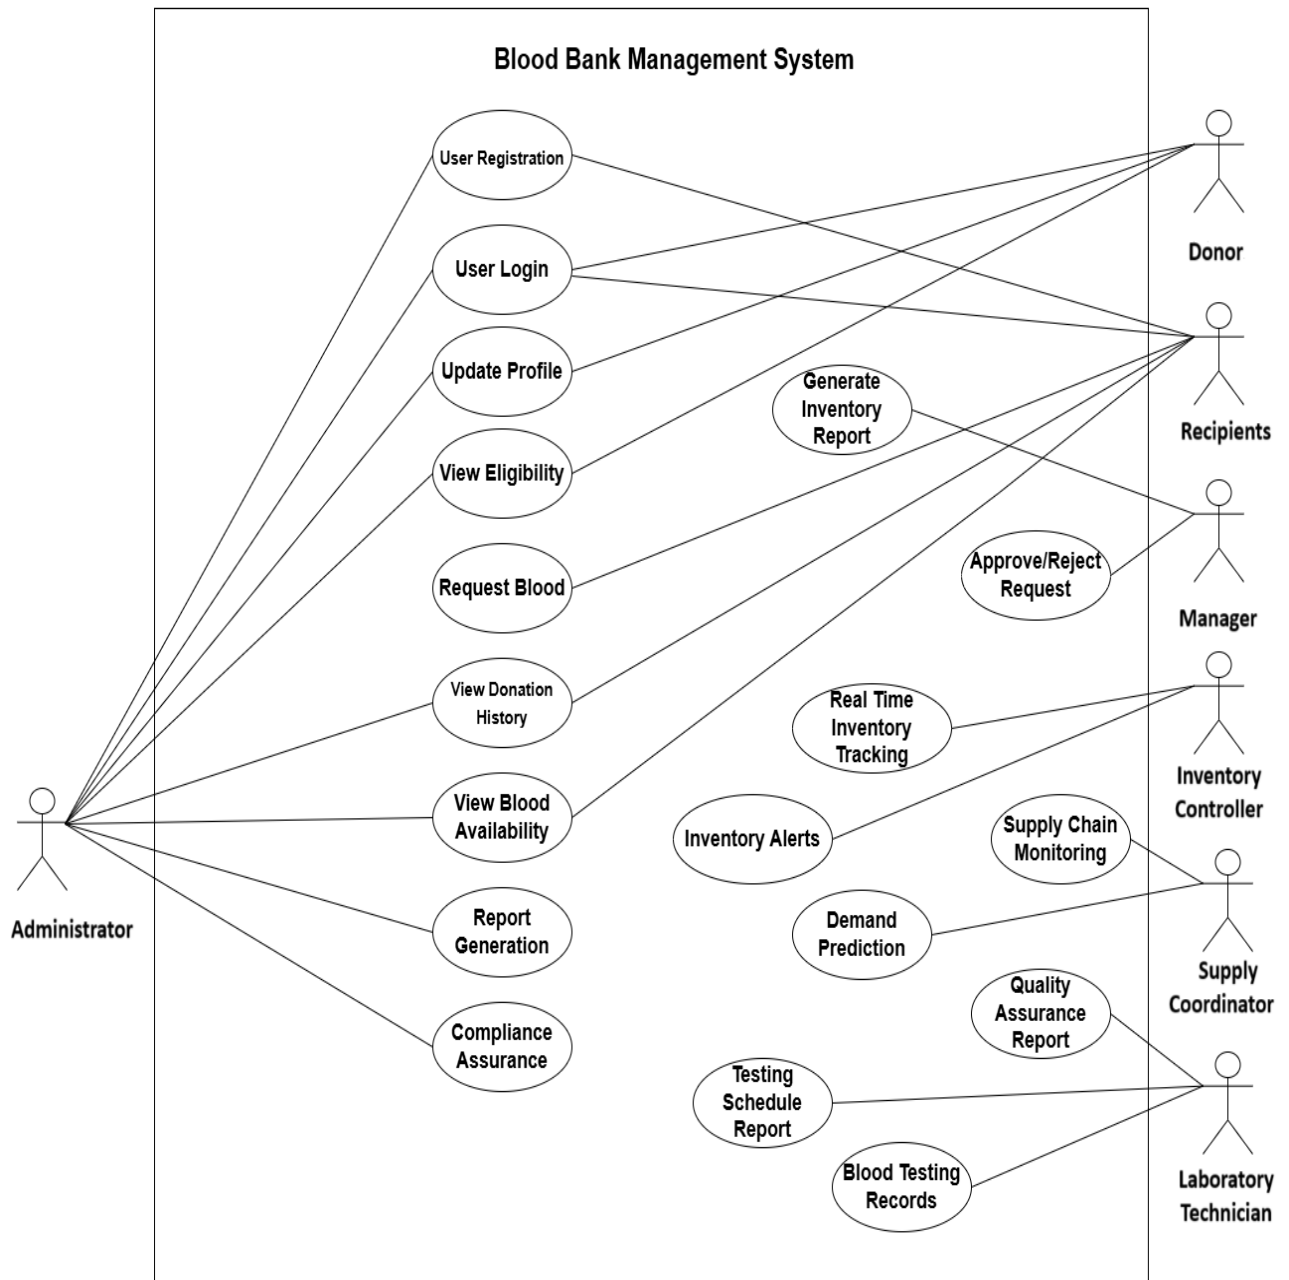 Blood Bank Management System
User Registration
User Login
Update Profile
View Eligibility
Request Blood
View Donation
History
View Blood
Availability
Report
Generation
Compliance
Assurance
Administrator
Generate
Inventory
Report
Approve/Reject
Request
Real Time
Inventory
Tracking
Inventory Alerts
Supply Chain
Monitoring
Demand
Prediction
Quality
Assurance
Report
Testing
Schedule
Report
Blood Testing
Records
Donor
Recipients
Manager
Inventory
Controller
Supply
Coordinator
Laboratory
Technician